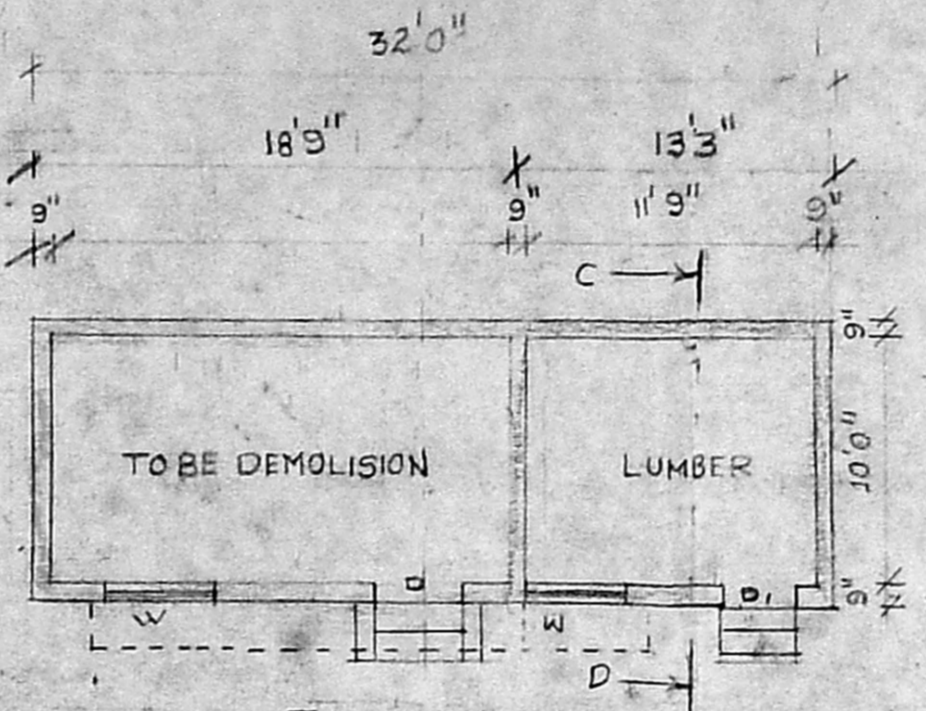 32'0"
18'9" 13'3"
9" 9" 11'9" 9"
C
9"
TO BE DEMOLISION LUMBER 10'0"
D D1 9"
W W
D